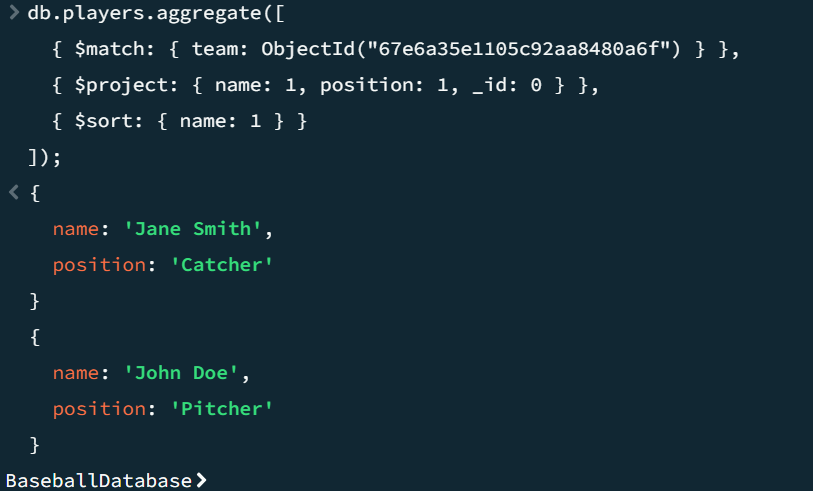 > db.players.aggregate([
{ $match: { team: ObjectId("67e6a35e1105c92aa8480a6f") } },
{ $project: { name: 1, position: 1, _id: 0 } },
{ $sort: { name: 1 } }
]);
< {
name: 'Jane Smith',
position: 'Catcher'
}
{
name: 'John Doe',
position: 'Pitcher'
}
BaseballDatabase>